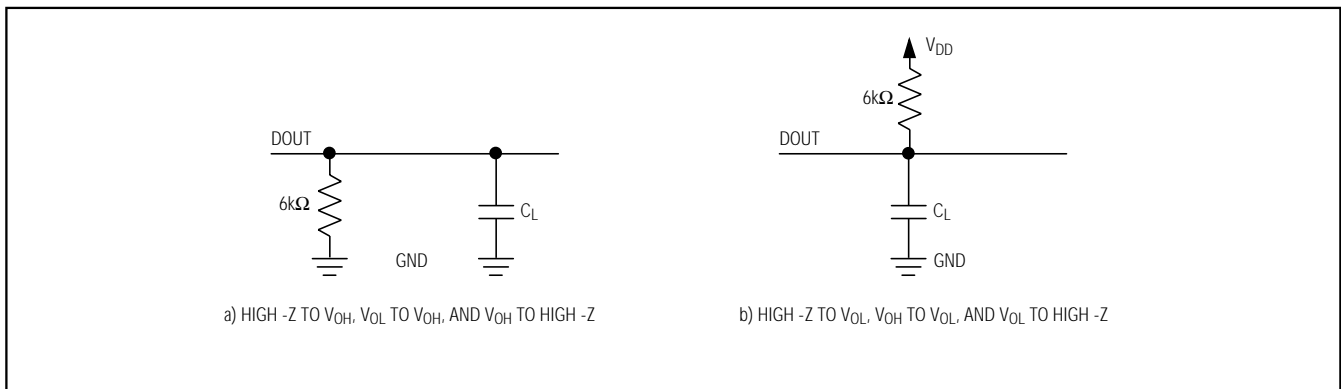 DOUT
6kΩ
C_L
GND
a) HIGH -Z TO V_OH, V_OL TO V_OH, AND V_OH TO HIGH -Z
V_DD
6kΩ
DOUT
C_L
GND
b) HIGH -Z TO V_OL, V_OH TO V_OL, AND V_OL TO HIGH -Z